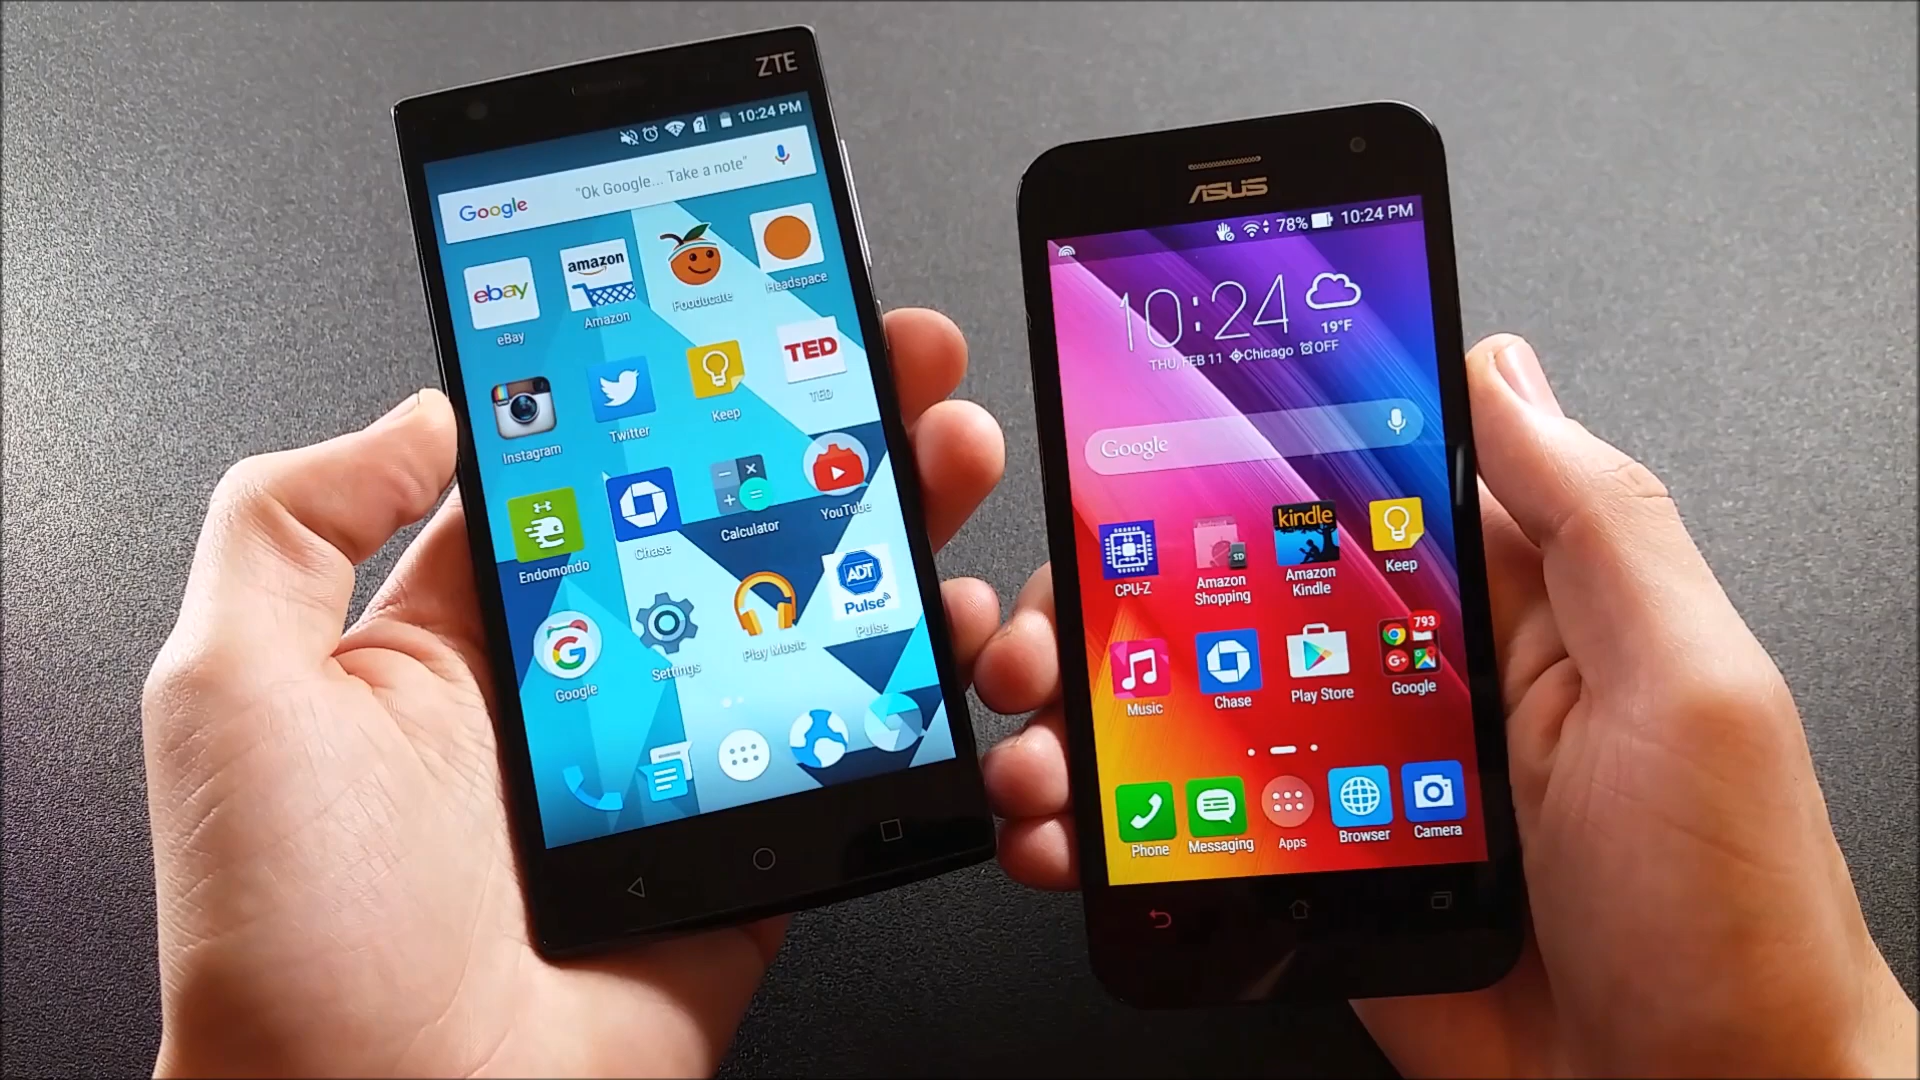 ZTE
10:24 PM
Google
"Ok Google... Take a note"
ebay
amazon
eBay
Amazon
Fooducate
Headspace
TED
Instagram
Twitter
Keep
TED
Endomondo
Chase
Calculator
YouTube
G
ADT
Pulse
Google
Settings
Play Music
Pulse
ASUS
78%
10:24 PM
10:24
19°F
THU, FEB 11 Chicago OFF
Google
SD
kindle
CPU-Z
Amazon
Shopping
Amazon
Kindle
Keep
793
G+
Music
Chase
Play Store
Google
Phone
Messaging
Apps
Browser
Camera